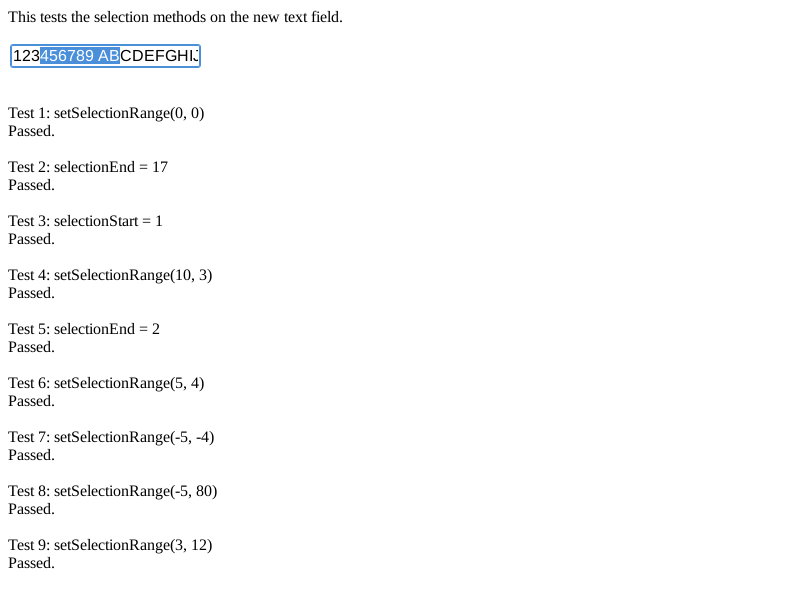 This tests the selection methods on the new text field.
123456789 ABCDEFGHIJ
Test 1: setSelectionRange(0, 0)
Passed.
Test 2: selectionEnd = 17
Passed.
Test 3: selectionStart = 1
Passed.
Test 4: setSelectionRange(10, 3)
Passed.
Test 5: selectionEnd = 2
Passed.
Test 6: setSelectionRange(5, 4)
Passed.
Test 7: setSelectionRange(-5, -4)
Passed.
Test 8: setSelectionRange(-5, 80)
Passed.
Test 9: setSelectionRange(3, 12)
Passed.